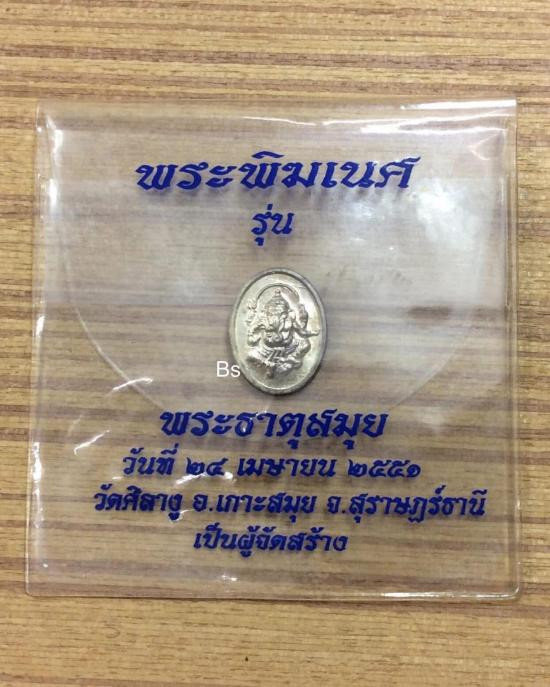 พระพิฆเนศ
รุ่น
Bs
พระธาตุสมุย
วันที่ ๒๔ เมษายน ๒๕๕๑
วัดศิลางู อ.เกาะสมุย จ.สุราษฏร์ธานี
เป็นผู้จัดสร้าง